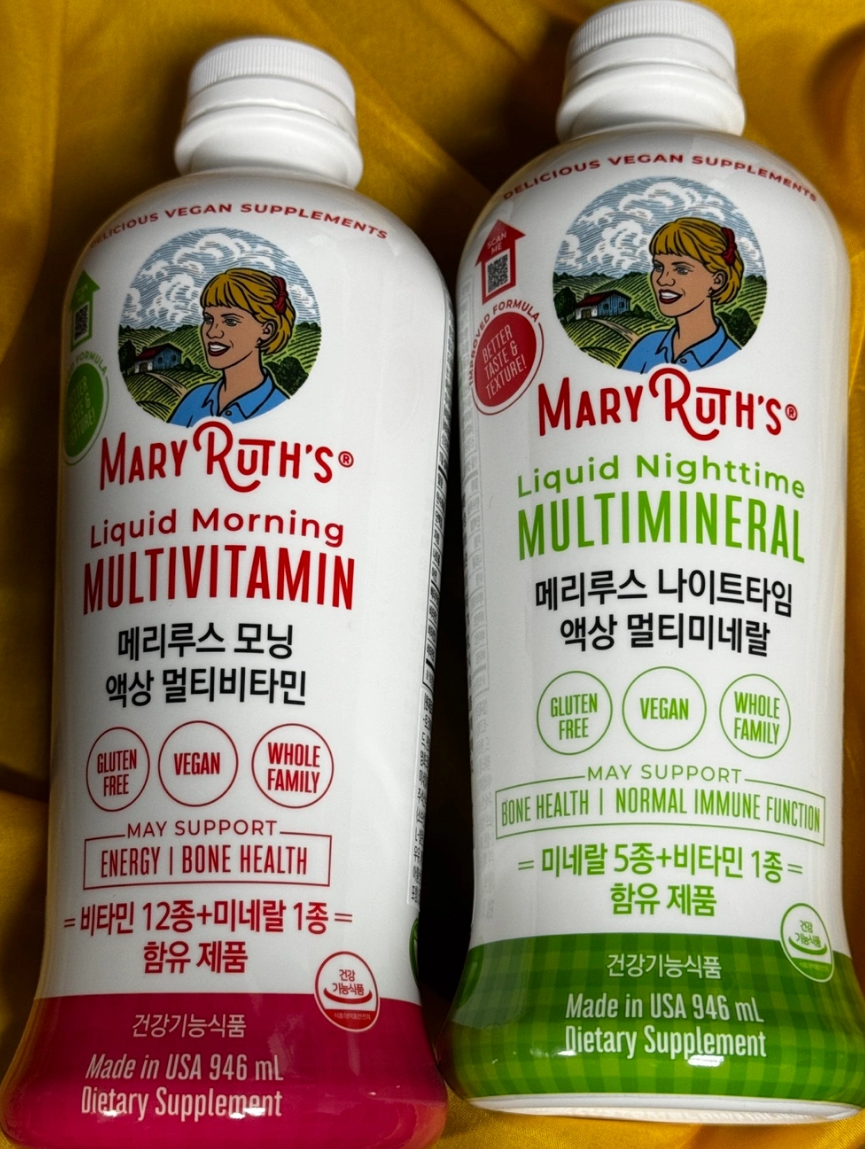 DELICIOUS VEGAN SUPPLEMENTS
MARY RUTH'S®
Liquid Morning
MULTIVITAMIN
메리루스 모닝
액상 멀티비타민
GLUTEN
FREE
VEGAN
WHOLE
FAMILY
MAY SUPPORT
ENERGY | BONE HEALTH
비타민 12종+미네랄 1종
함유 제품
건강
기능식품
건강기능식품
Made in USA 946 mL
Dietary Supplement
DELICIOUS VEGAN SUPPLEMENTS
SCAN
ME
IMPROVED FORMULA
BETTER
TASTE &
TEXTURE!
MARY RUTH'S®
Liquid Nighttime
MULTIMINERAL
메리루스 나이트타임
액상 멀티미네랄
GLUTEN
FREE
VEGAN
WHOLE
FAMILY
MAY SUPPORT
BONE HEALTH | NORMAL IMMUNE FUNCTION
미네랄 5종+비타민 1종
함유 제품
건강
기능식품
건강기능식품
Made in USA 946 mL
Dietary Supplement